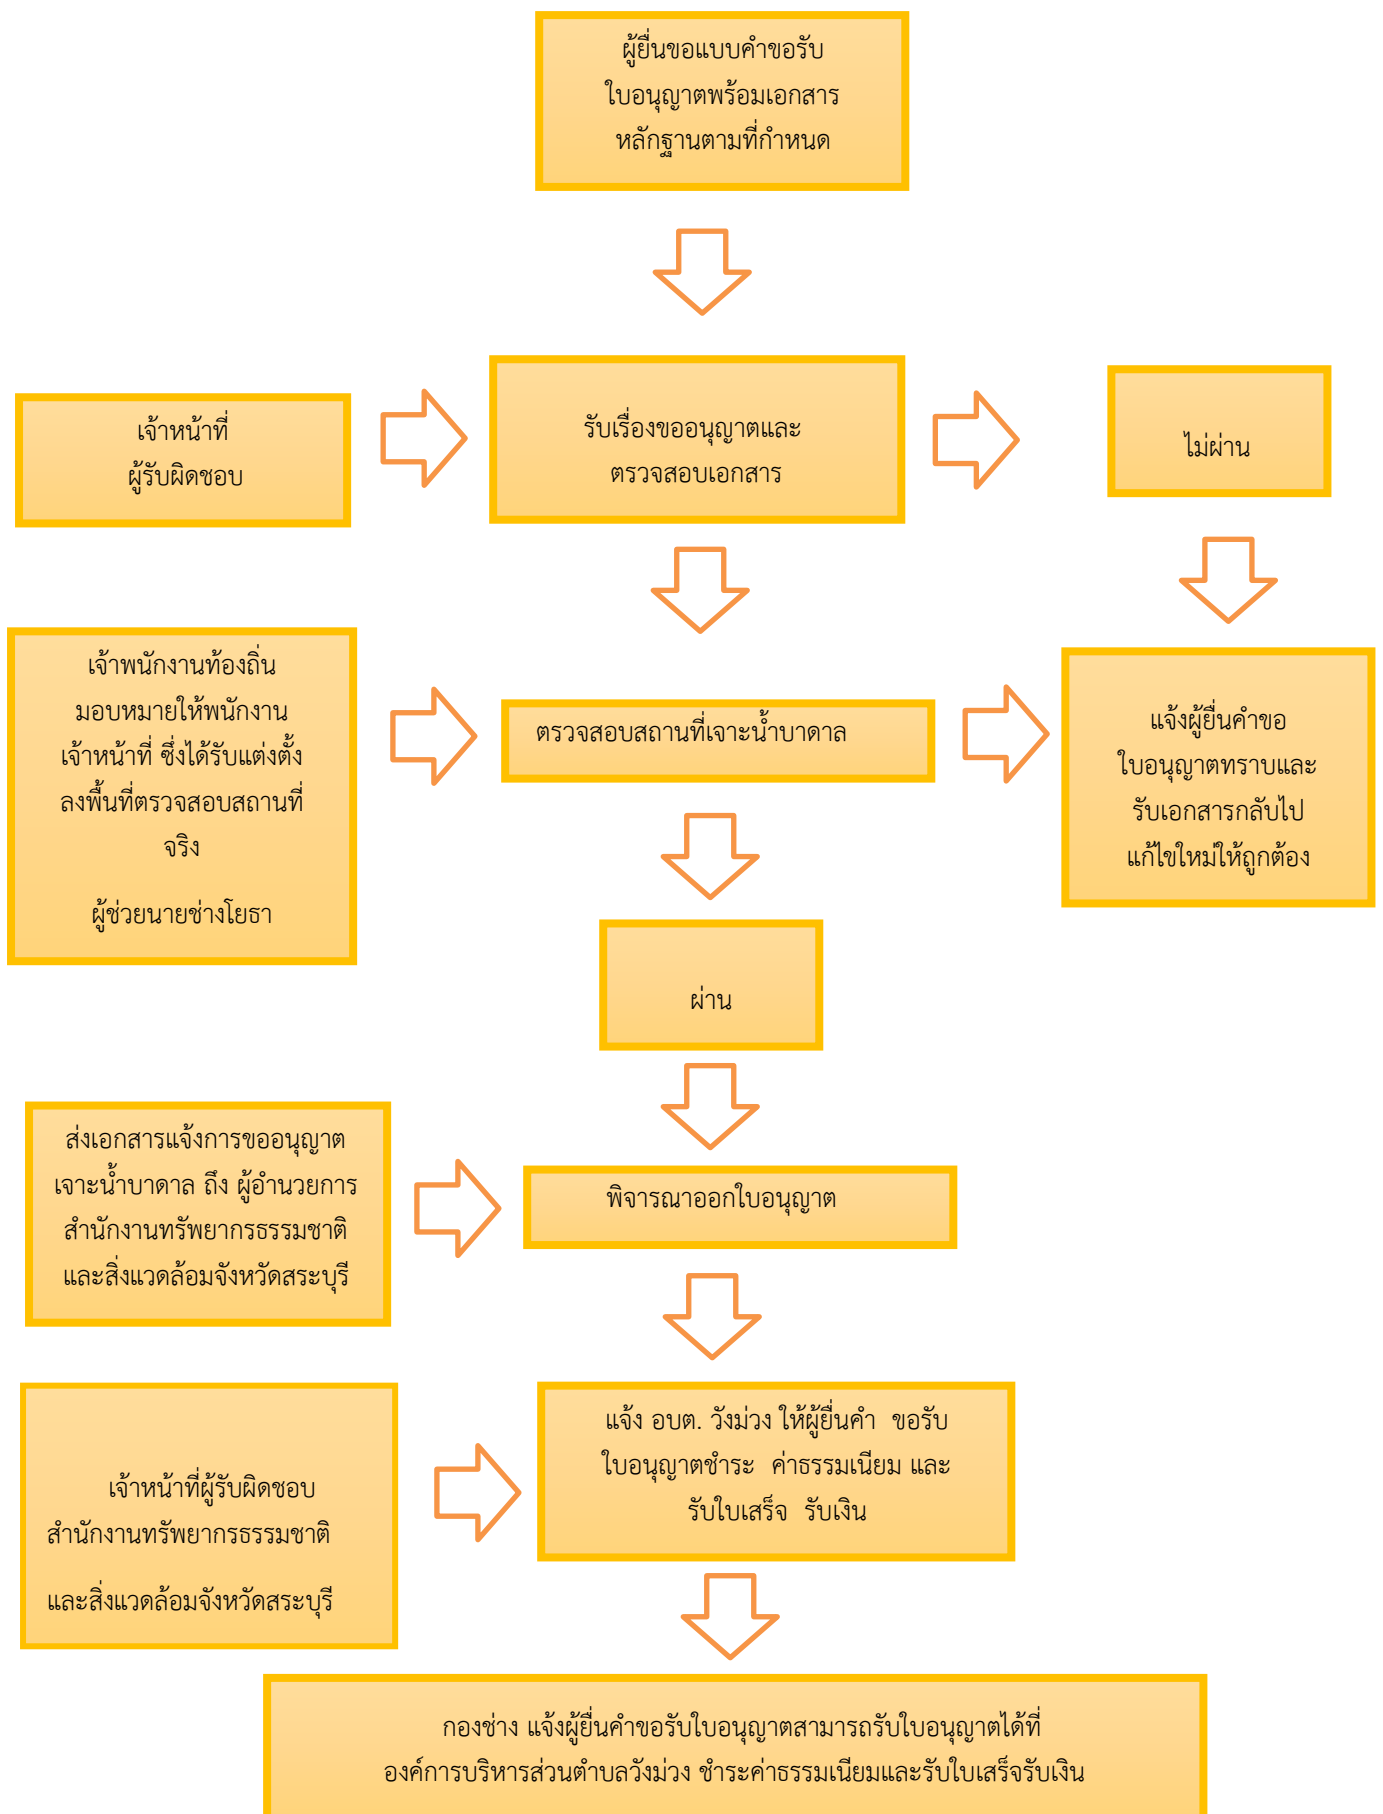 ผู้ยื่นขอแบบคำขอรับ
ใบอนุญาตพร้อมเอกสาร
หลักฐานตามที่กำหนด
เจ้าหน้าที่
ผู้รับผิดชอบ
รับเรื่องขออนุญาตและ
ตรวจสอบเอกสาร
ไม่ผ่าน
เจ้าพนักงานท้องถิ่น
มอบหมายให้พนักงาน
เจ้าหน้าที่ ซึ่งได้รับแต่งตั้ง
ลงพื้นที่ตรวจสอบสถานที่
จริง
ผู้ช่วยนายช่างโยธา
ตรวจสอบสถานที่เจาะน้ำบาดาล
แจ้งผู้ยื่นคำขอ
ใบอนุญาตทราบและ
รับเอกสารกลับไป
แก้ไขใหม่ให้ถูกต้อง
ผ่าน
ส่งเอกสารแจ้งการขออนุญาต
เจาะน้ำบาดาล ถึง ผู้อำนวยการ
สำนักงานทรัพยากรธรรมชาติ
และสิ่งแวดล้อมจังหวัดสระบุรี
พิจารณาออกใบอนุญาต
เจ้าหน้าที่ผู้รับผิดชอบ
สำนักงานทรัพยากรธรรมชาติ
และสิ่งแวดล้อมจังหวัดสระบุรี
แจ้ง อบต. วังม่วง ให้ผู้ยื่นคำ ขอรับ
ใบอนุญาตชำระ ค่าธรรมเนียม และ
รับใบเสร็จ รับเงิน
กองช่าง แจ้งผู้ยื่นคำขอรับใบอนุญาตสามารถรับใบอนุญาตได้ที่
องค์การบริหารส่วนตำบลวังม่วง ชำระค่าธรรมเนียมและรับใบเสร็จรับเงิน